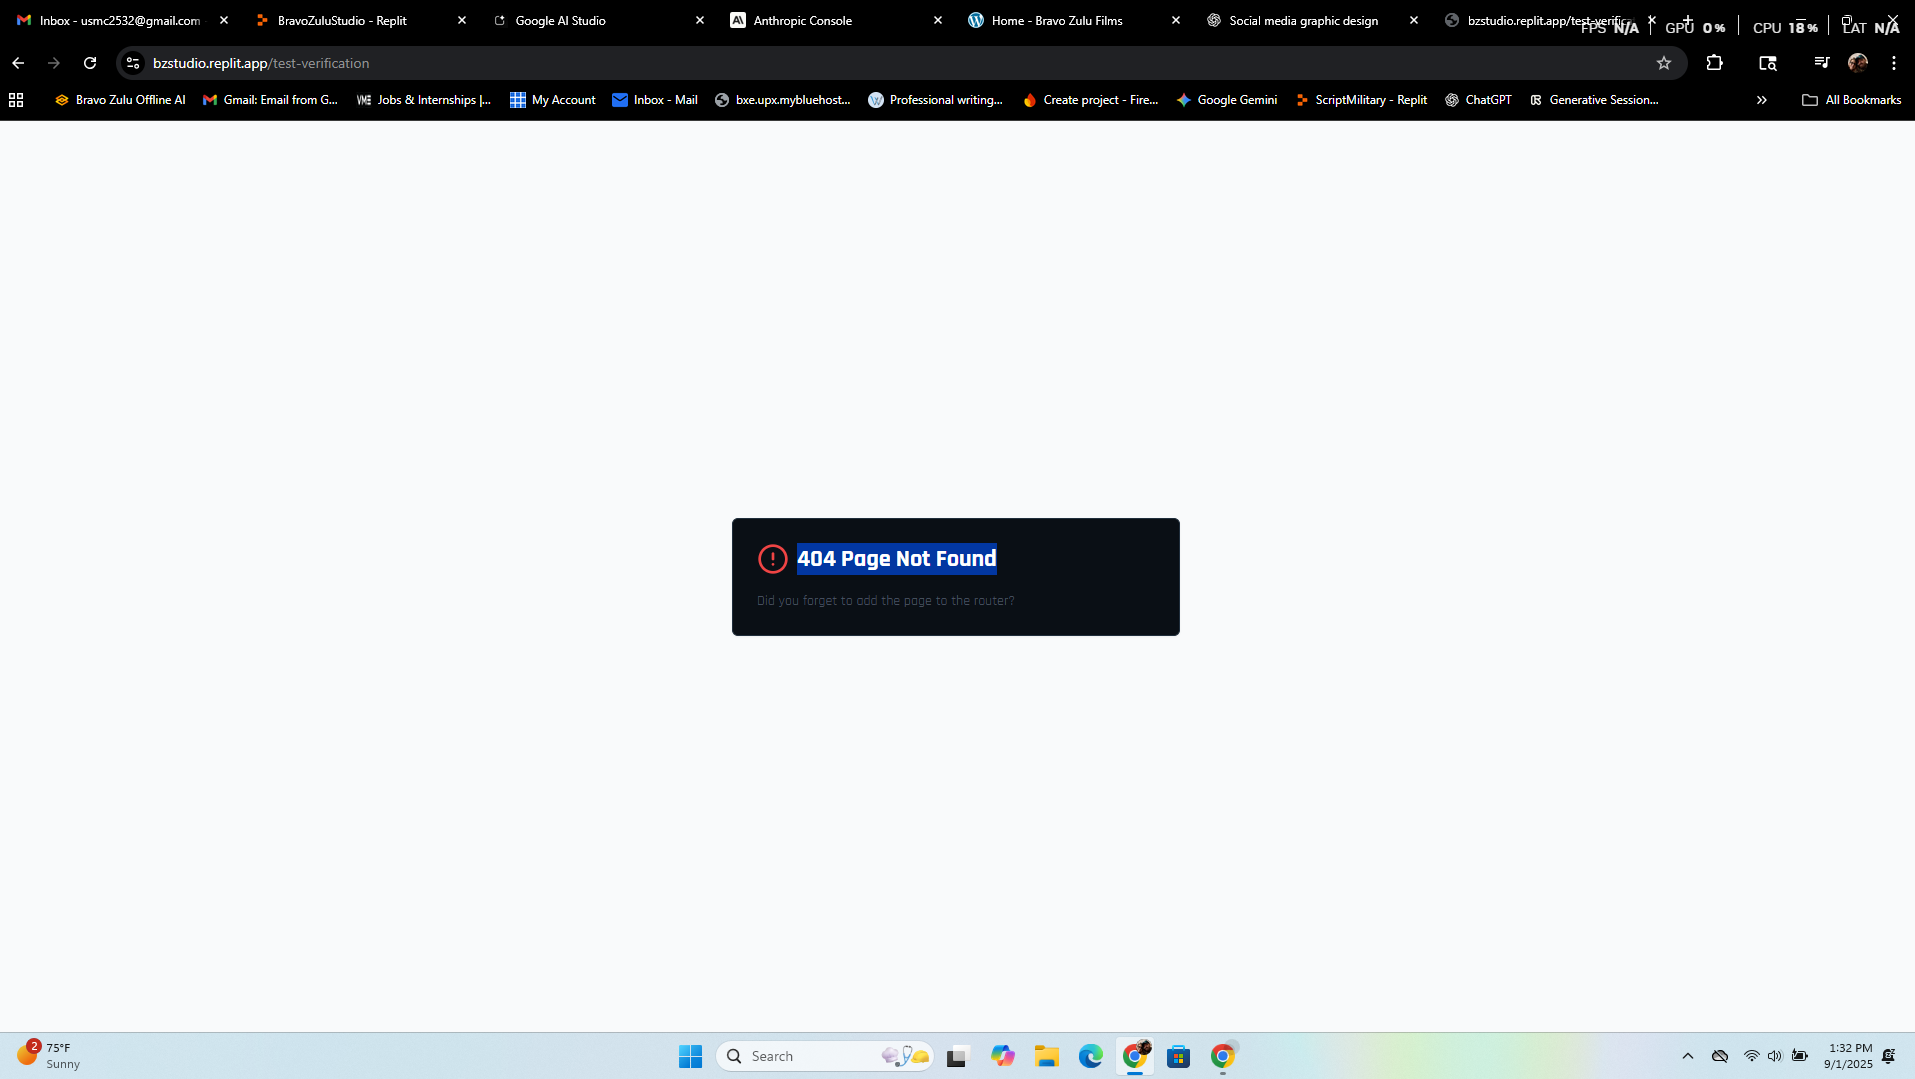 Inbox - usmc2532@gmail.com
BravoZuluStudio - Replit
Google AI Studio
Anthropic Console
Home - Bravo Zulu Films
Social media graphic design
bzstudio.replit.app/test-verific
FPS N/A GPU 0% CPU 18% LAT N/A
bzstudio.replit.app/test-verification
Bravo Zulu Offline AI
Gmail: Email from G...
VME Jobs & Internships |...
My Account
Inbox - Mail
bxe.upx.mybluehost...
Professional writing...
Create project - Fire...
Google Gemini
ScriptMilitary - Replit
ChatGPT
Generative Session...
All Bookmarks
404 Page Not Found
Did you forget to add the page to the router?
2
75°F
Sunny
Search
1:32 PM
9/1/2025